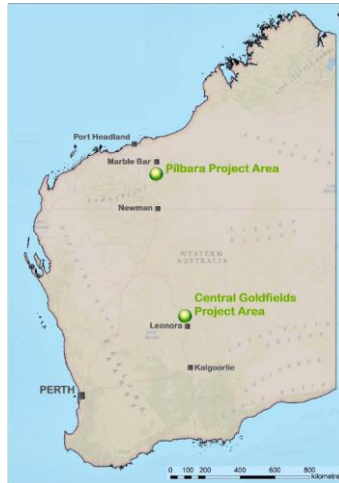 Port Headland
Marble Bar
Pilbara Project Area
Newman
WESTERN
AUSTRALIA
Central Goldfields
Project Area
Leonora
Kalgoorlie
PERTH
0 100 200 400 600 800
kilometre